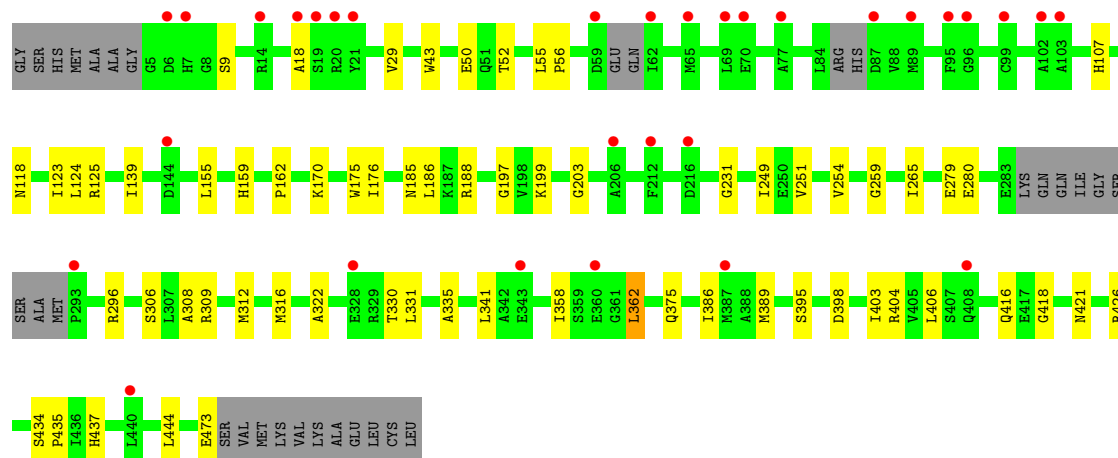 GLY SER HIS MET ALA ALA GLY G5 D6 H7 G8 S9 R14 A18 S19 R20 Y21 V29 W43 E50 Q51 T52 L55 P56 D59 GLU GLN I62 M65 L69 E70 A77 L84 ARG HIS D87 V88 M89 F95 G96 C99 A102 A103 H107
N118 I123 L124 R125 I139 D144 L155 H159 P162 K170 W175 I176 N185 L186 K187 R188 G197 V198 K199 G203 A206 F212 D216 G231 I249 E250 V251 V254 G259 I265 E279 E280 E283 LYS GLN GLN ILE GLY SER
SER ALA MET P293 R296 S306 L307 A308 R309 M312 M316 A322 E328 R329 T330 L331 A335 L341 A342 E343 I358 S359 E360 G361 L362 Q375 I386 M387 A388 M389 S395 D398 I403 R404 V405 L406 S407 Q408 Q416 E417 G418 N421
S434 P435 I436 H437 L440 L444 E473 SER VAL MET LYS VAL LYS ALA GLU LEU CYS LEU